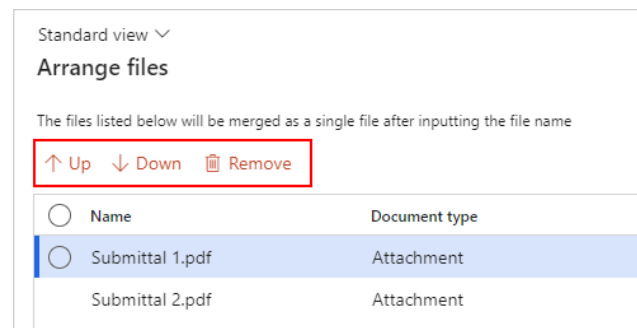 Standard view
Arrange files
The files listed below will be merged as a single file after inputting the file name
Up Down Remove
Name Document type
Submittal 1.pdf Attachment
Submittal 2.pdf Attachment